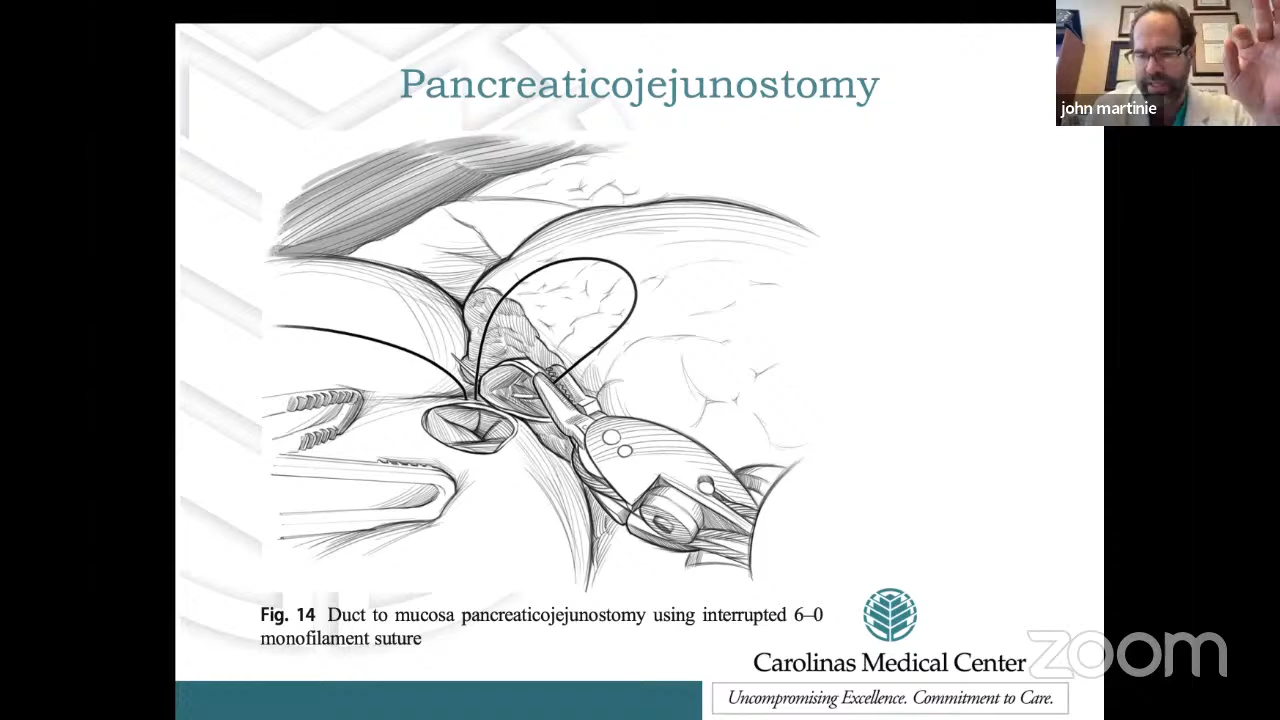 Pancreaticojejunostomy
john martinie
Fig. 14 Duct to mucosa pancreaticojejunostomy using interrupted 6–0
monofilament suture
Carolinas Medical Center
Uncompromising Excellence. Commitment to Care.
zoom